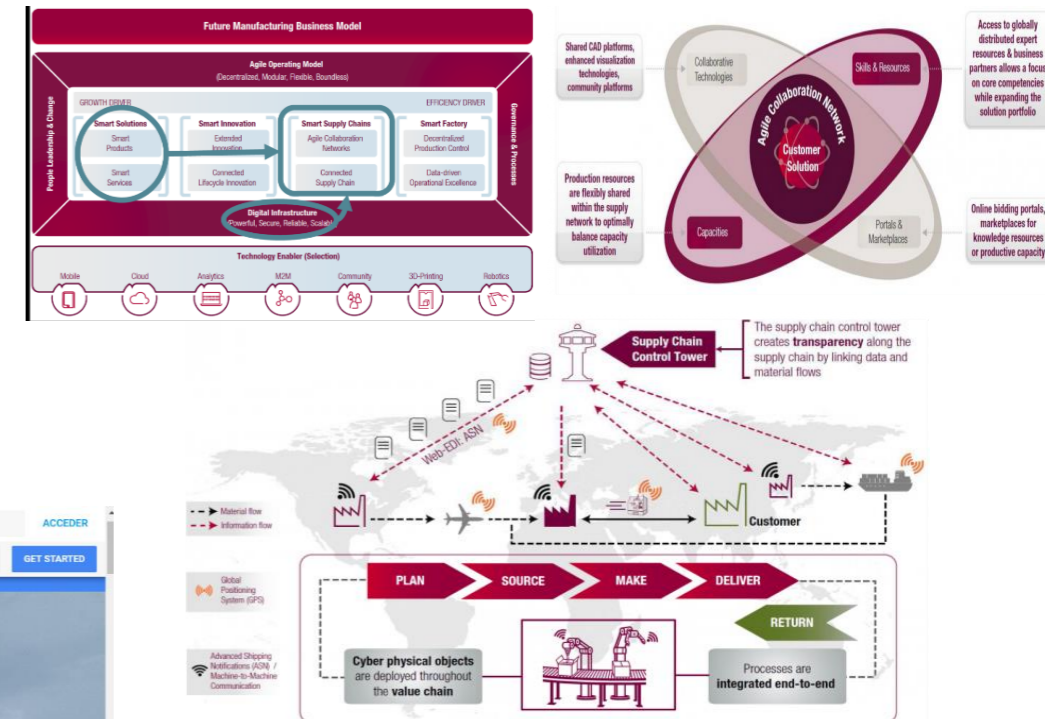 Future Manufacturing Business Model
Agile Operating Model
(Decentralized, Modular, Flexible, Boundless)
People Leadership & Change
Governance & Processes
GROWTH DRIVER
EFFICIENCY DRIVER
Smart Solutions
Smart
Products
Smart
Services
Smart Innovation
Extended
Innovation
Connected
Lifecycle Innovation
Smart Supply Chains
Agile Collaboration
Networks
Connected
Supply Chain
Smart Factory
Decentralized
Production Control
Data-driven
Operational Excellence
Digital Infrastructure
(Powerful, Secure, Reliable, Scalable)
Technology Enabler (Selection)
Mobile
Cloud
Analytics
M2M
Community
3D-Printing
Robotics
Shared CAD platforms,
enhanced visualization
technologies,
community platforms
Collaborative
Technologies
Skills & Resources
Access to globally
distributed expert
resources & business
partners allows a focus
on core competencies
while expanding the
solution portfolio
Agile Collaboration Network
Customer
Solution
Production resources
are flexibly shared
within the supply
network to optimally
balance capacity
utilization
Capacities
Portals &
Marketplaces
Online bidding portals,
marketplaces for
knowledge resources
or productive capacity
Supply Chain
Control Tower
The supply chain control tower
creates transparency along the
supply chain by linking data and
material flows
Web-EDI: ASN
Customer
Material flow
Information flow
Global
Positioning
System (GPS)
Advanced Shipping
Notifications (ASN) /
Machine-to-Machine
Communication
PLAN
SOURCE
MAKE
DELIVER
RETURN
Cyber physical objects
are deployed throughout
the value chain
Processes are
integrated end-to-end
ACCEDER
GET STARTED